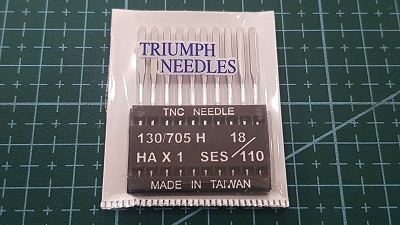 TRIUMPH
NEEDLES
TNC NEEDLE
130/705 H 18/
HA X 1 SES /110
MADE IN TAIWAN